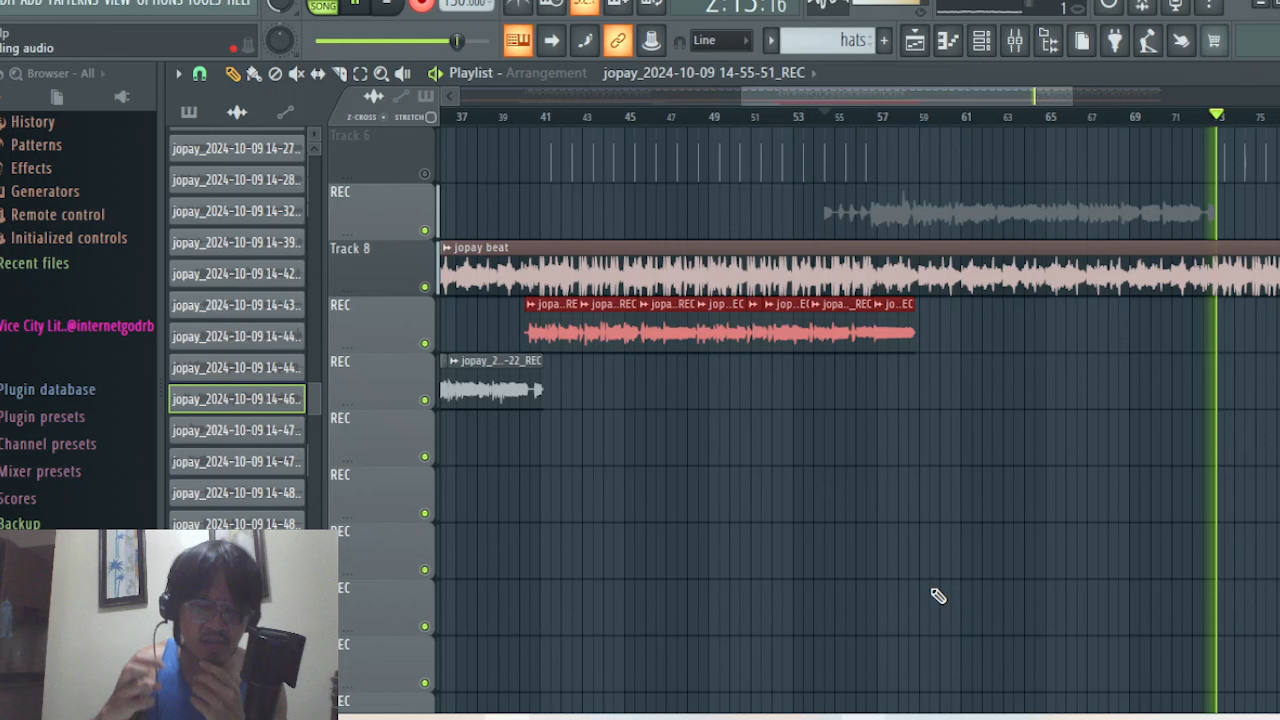 DIT ADD PATTERNS VIEW OPTIONS TOOLS HELP
SONG
130.000
2:15:16
1
lp
ling audio
Line
hats
Browser - All
Playlist - Arrangement
jopay_2024-10-09 14-55-51_REC
Z-CROSS
STRETCH
37 39 41 43 45 47 49 51 53 55 57 59 61 63 65 67 69 71 73 75
History
Patterns
Effects
Generators
Remote control
Initialized controls
Recent files
Vice City Lit..@internetgodrb
Plugin database
Plugin presets
Channel presets
Mixer presets
Scores
Backup
jopay_2024-10-09 14-27..
jopay_2024-10-09 14-28..
jopay_2024-10-09 14-32..
jopay_2024-10-09 14-39..
jopay_2024-10-09 14-42..
jopay_2024-10-09 14-43..
jopay_2024-10-09 14-44..
jopay_2024-10-09 14-44..
jopay_2024-10-09 14-46..
jopay_2024-10-09 14-47..
jopay_2024-10-09 14-47..
jopay_2024-10-09 14-48..
jopay_2024-10-09 14-48..
Track 6
REC
Track 8
jopay beat
REC
jopa..RE jopa..REC jopa..REC jop..EC jop..EC jopa.._REC jo..EC
REC
jopay_2..-22_REC
REC
REC
EC
EC
EC
EC